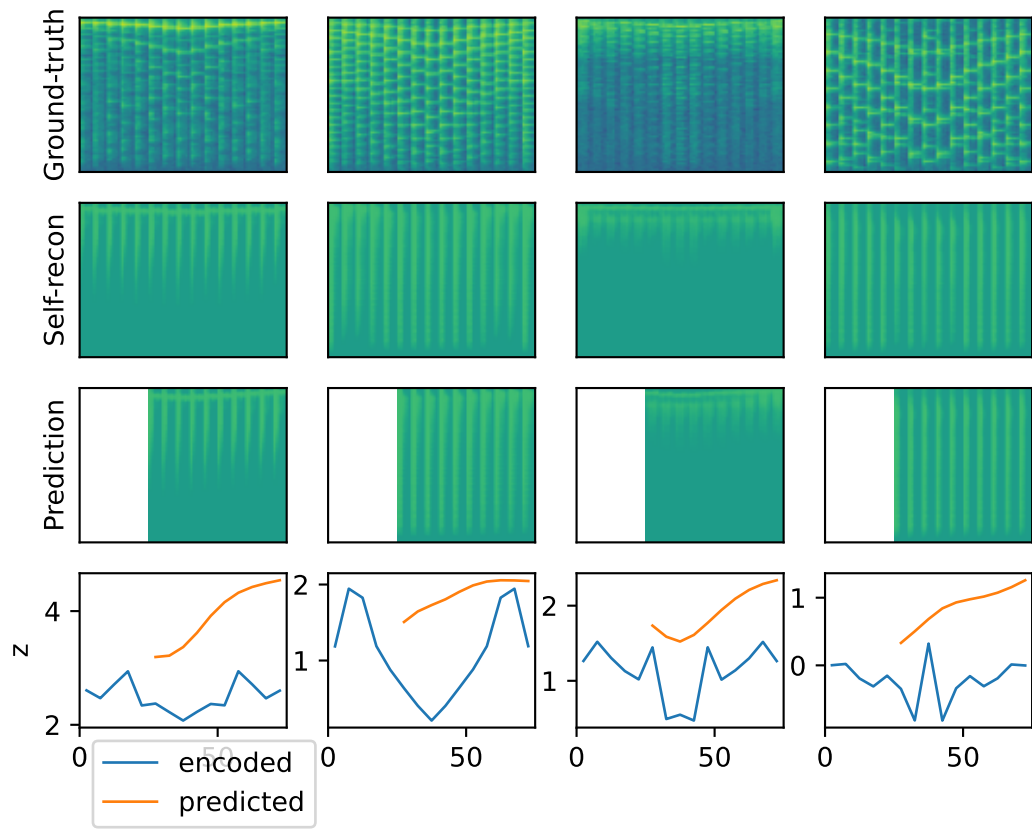 Ground-truth
Self-recon
Prediction
z
4
2
2
1
2
1
1
0
0 50
0 50
0 50
0 50
encoded
predicted